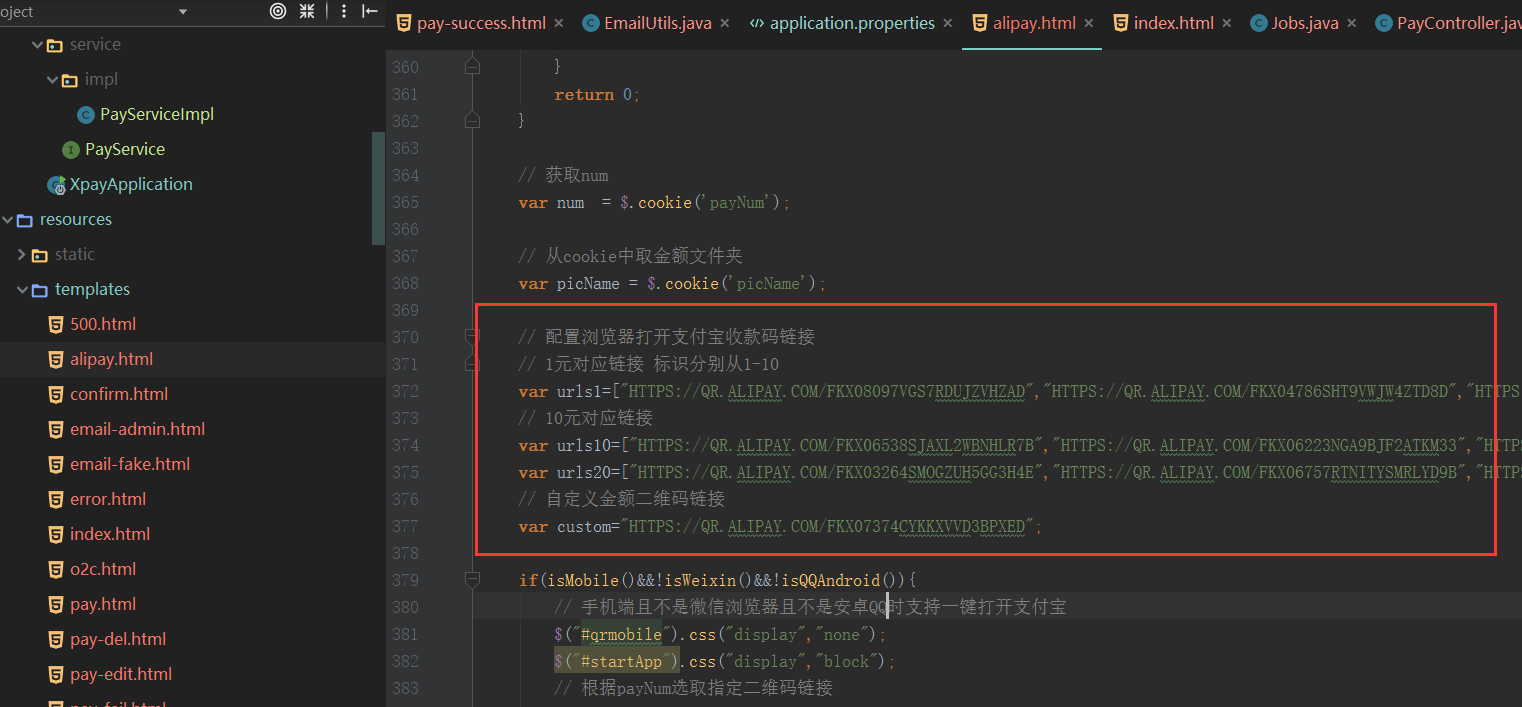 oject
service
impl
PayServiceImpl
PayService
XpayApplication
resources
static
templates
500.html
alipay.html
confirm.html
email-admin.html
email-fake.html
error.html
index.html
o2c.html
pay.html
pay-del.html
pay-edit.html
pay-success.html EmailUtils.java application.properties alipay.html index.html Jobs.java PayController.jav
360 }
361 return 0;
362 }
363
364 // 获取num
365 var num = $.cookie('payNum');
366
367 // 从cookie中取金额文件夹
368 var picName = $.cookie('picName');
369
370 // 配置浏览器打开支付宝收款码链接
371 // 1元对应链接 标识分别从1-10
372 var urls1=["HTTPS://QR.ALIPAY.COM/FKX08097VGS7RDUJZVHZAD","HTTPS://QR.ALIPAY.COM/FKX04786SHT9VWJW4ZTD8D","HTTPS
373 // 10元对应链接
374 var urls10=["HTTPS://QR.ALIPAY.COM/FKX06538SJAXL2WBNHLR7B","HTTPS://QR.ALIPAY.COM/FKX06223NGA9BJF2ATKM33","HTTPS
375 var urls20=["HTTPS://QR.ALIPAY.COM/FKX03264SMOGZUH5GG3H4E","HTTPS://QR.ALIPAY.COM/FKX06757RTNITYSMRLYD9B","HTTPS
376 // 自定义金额二维码链接
377 var custom="HTTPS://QR.ALIPAY.COM/FKX07374CYKKXVVD3BPXED";
378
379 if(isMobile()&&!isWeixin()&&!isQQAndroid()){
380 // 手机端且不是微信浏览器且不是安卓QQ时支持一键打开支付宝
381 $("#qrmobile").css("display","none");
382 $("#startApp").css("display","block");
383 // 根据payNum选取指定二维码链接